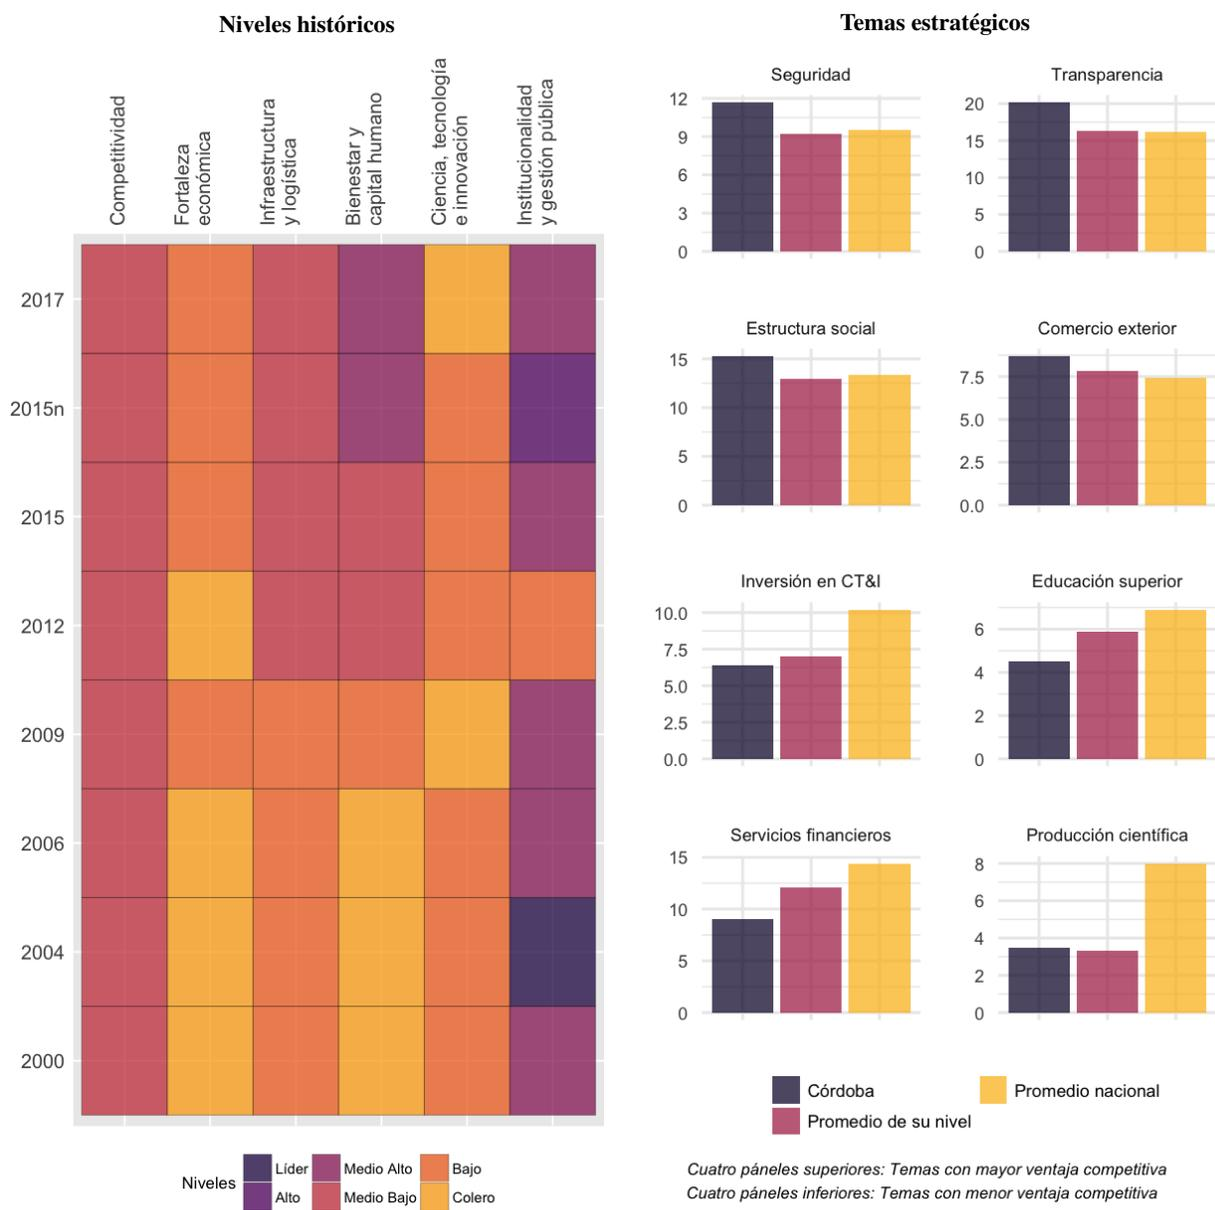 Niveles históricos
Competitividad
Fortaleza
económica
Infraestructura
y logística
Bienestar y
capital humano
Ciencia, tecnología
e innovación
Institucionalidad
y gestión pública
2017
2015n
2015
2012
2009
2006
2004
2000
Niveles
Líder
Medio Alto
Bajo
Alto
Medio Bajo
Colero
Temas estratégicos
Seguridad
12
9
6
3
0
Transparencia
20
15
10
5
0
Estructura social
15
10
5
0
Comercio exterior
7.5
5.0
2.5
0.0
Inversión en CT&I
10.0
7.5
5.0
2.5
0.0
Educación superior
6
4
2
0
Servicios financieros
15
10
5
0
Producción científica
8
6
4
2
0
Córdoba
Promedio nacional
Promedio de su nivel
Cuatro páneles superiores: Temas con mayor ventaja competitiva
Cuatro páneles inferiores: Temas con menor ventaja competitiva